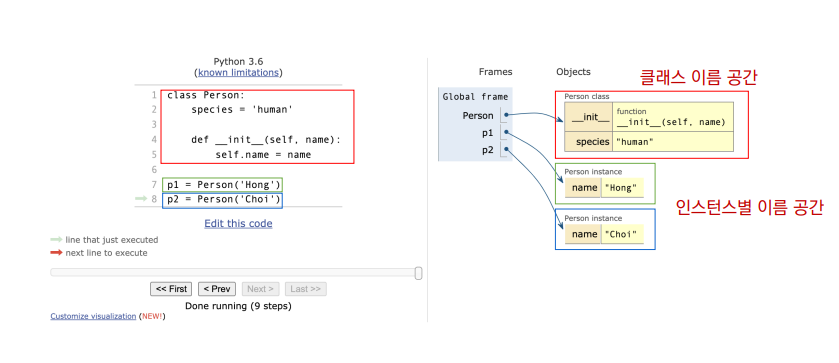 Python 3.6
(known limitations)
1 class Person:
2 species = 'human'
3
4 def __init__(self, name):
5 self.name = name
6
7 p1 = Person('Hong')
8 p2 = Person('Choi')
Edit this code
line that just executed
next line to execute
<< First < Prev Next > Last >>
Done running (9 steps)
Customize visualization (NEW!)
Frames Objects
클래스 이름 공간
Global frame
Person
p1
p2
Person class
__init__ function
__init__(self, name)
species "human"
Person instance
name "Hong"
인스턴스별 이름 공간
Person instance
name "Choi"